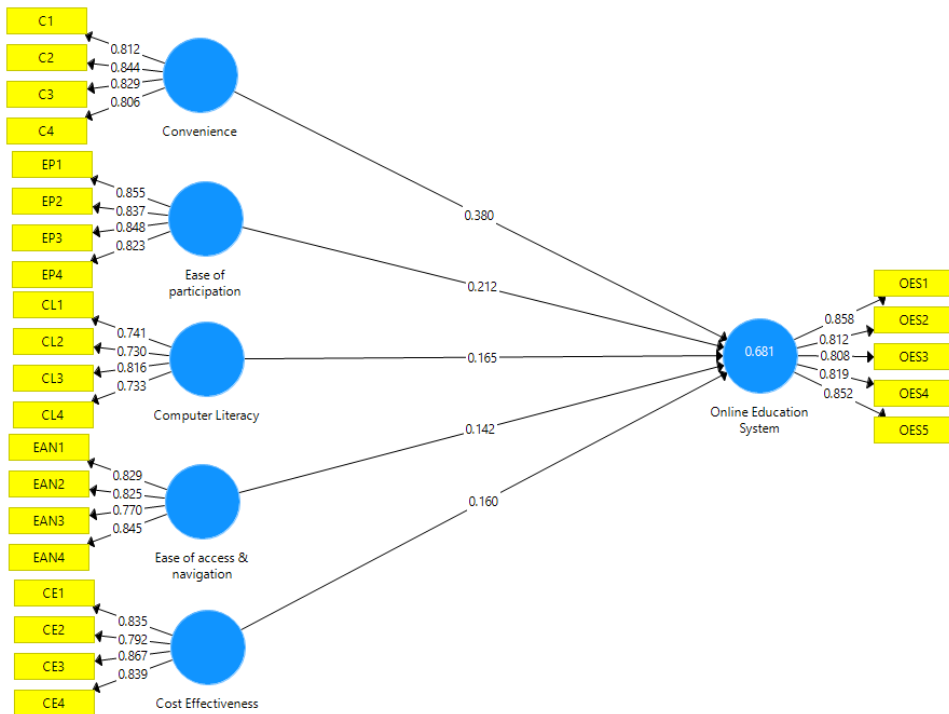 C1
C2
C3
C4
0.812
0.844
0.829
0.806
Convenience
0.380
EP1
EP2
EP3
EP4
0.855
0.837
0.848
0.823
Ease of
participation
0.212
CL1
CL2
CL3
CL4
0.741
0.730
0.816
0.733
Computer Literacy
0.165
EAN1
EAN2
EAN3
EAN4
0.829
0.825
0.770
0.845
Ease of access &
navigation
0.142
CE1
CE2
CE3
CE4
0.835
0.792
0.867
0.839
Cost Effectiveness
0.160
0.681
Online Education
System
0.858
0.812
0.808
0.819
0.852
OES1
OES2
OES3
OES4
OES5